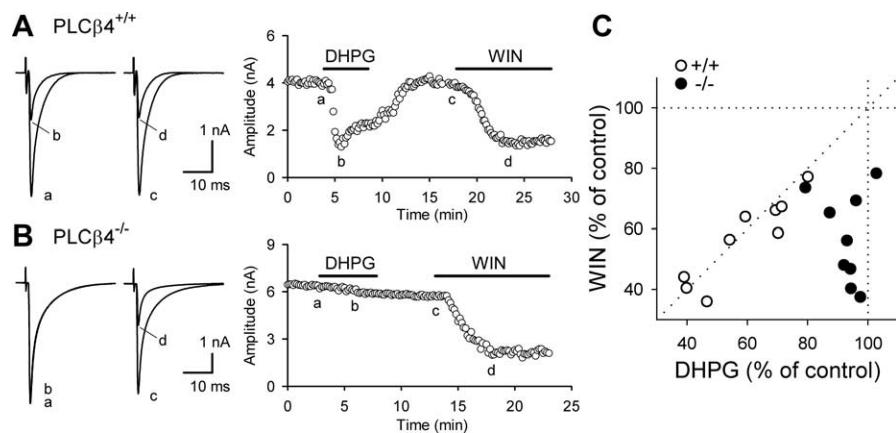 A PLCβ4+/+
b
a
d
c
1 nA
10 ms
DHPG WIN
Amplitude (nA)
6
4
2
0
a
b
c
d
0 5 10 15 20 25 30
Time (min)
B PLCβ4-/-
b
a
d
c
1 nA
10 ms
DHPG WIN
Amplitude (nA)
9
6
3
0
a
b
c
d
0 5 10 15 20 25
Time (min)
C
+/+
-/-
WIN (% of control)
100
80
60
40
40 60 80 100
DHPG (% of control)